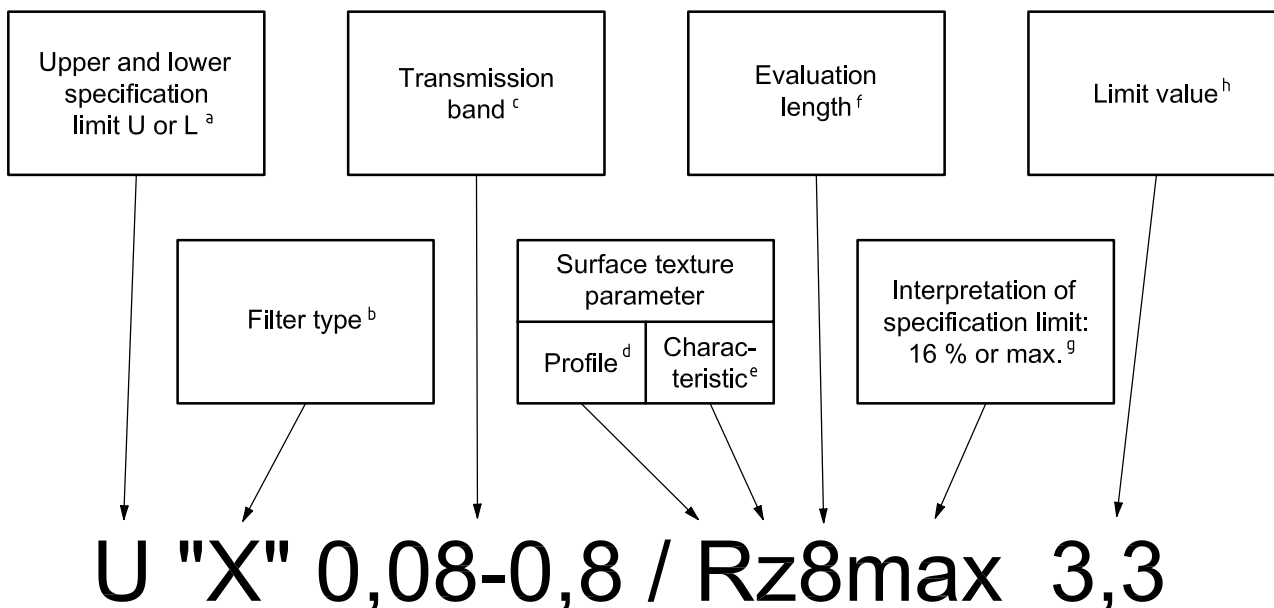 Upper and lower
specification
limit U or L a
Transmission
band c
Evaluation
length f
Limit value h
Filter type b
Surface texture
parameter
Profile d
Charac-
teristic e
Interpretation of
specification limit:
16 % or max. g
U "X" 0,08-0,8 / Rz8max 3,3